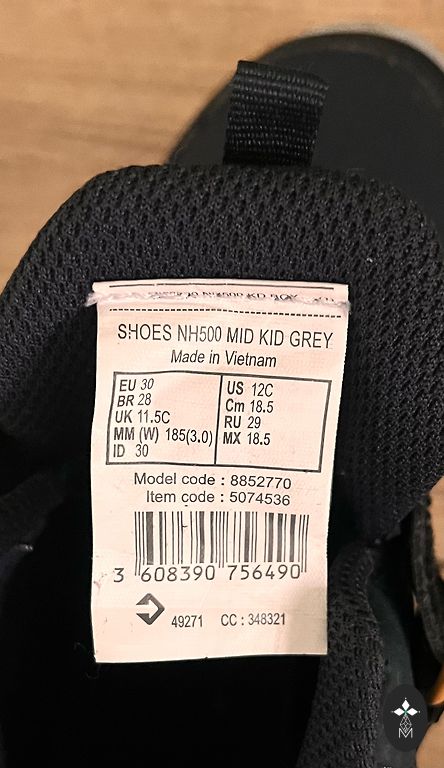 SHOES NH500 MID KID GREY
Made in Vietnam
EU 30
BR 28
UK 11.5C
MM (W) 185(3.0)
ID 30
US 12C
Cm 18.5
RU 29
MX 18.5
Model code : 8852770
Item code : 5074536
3 608390 756490
49271 CC : 348321
M